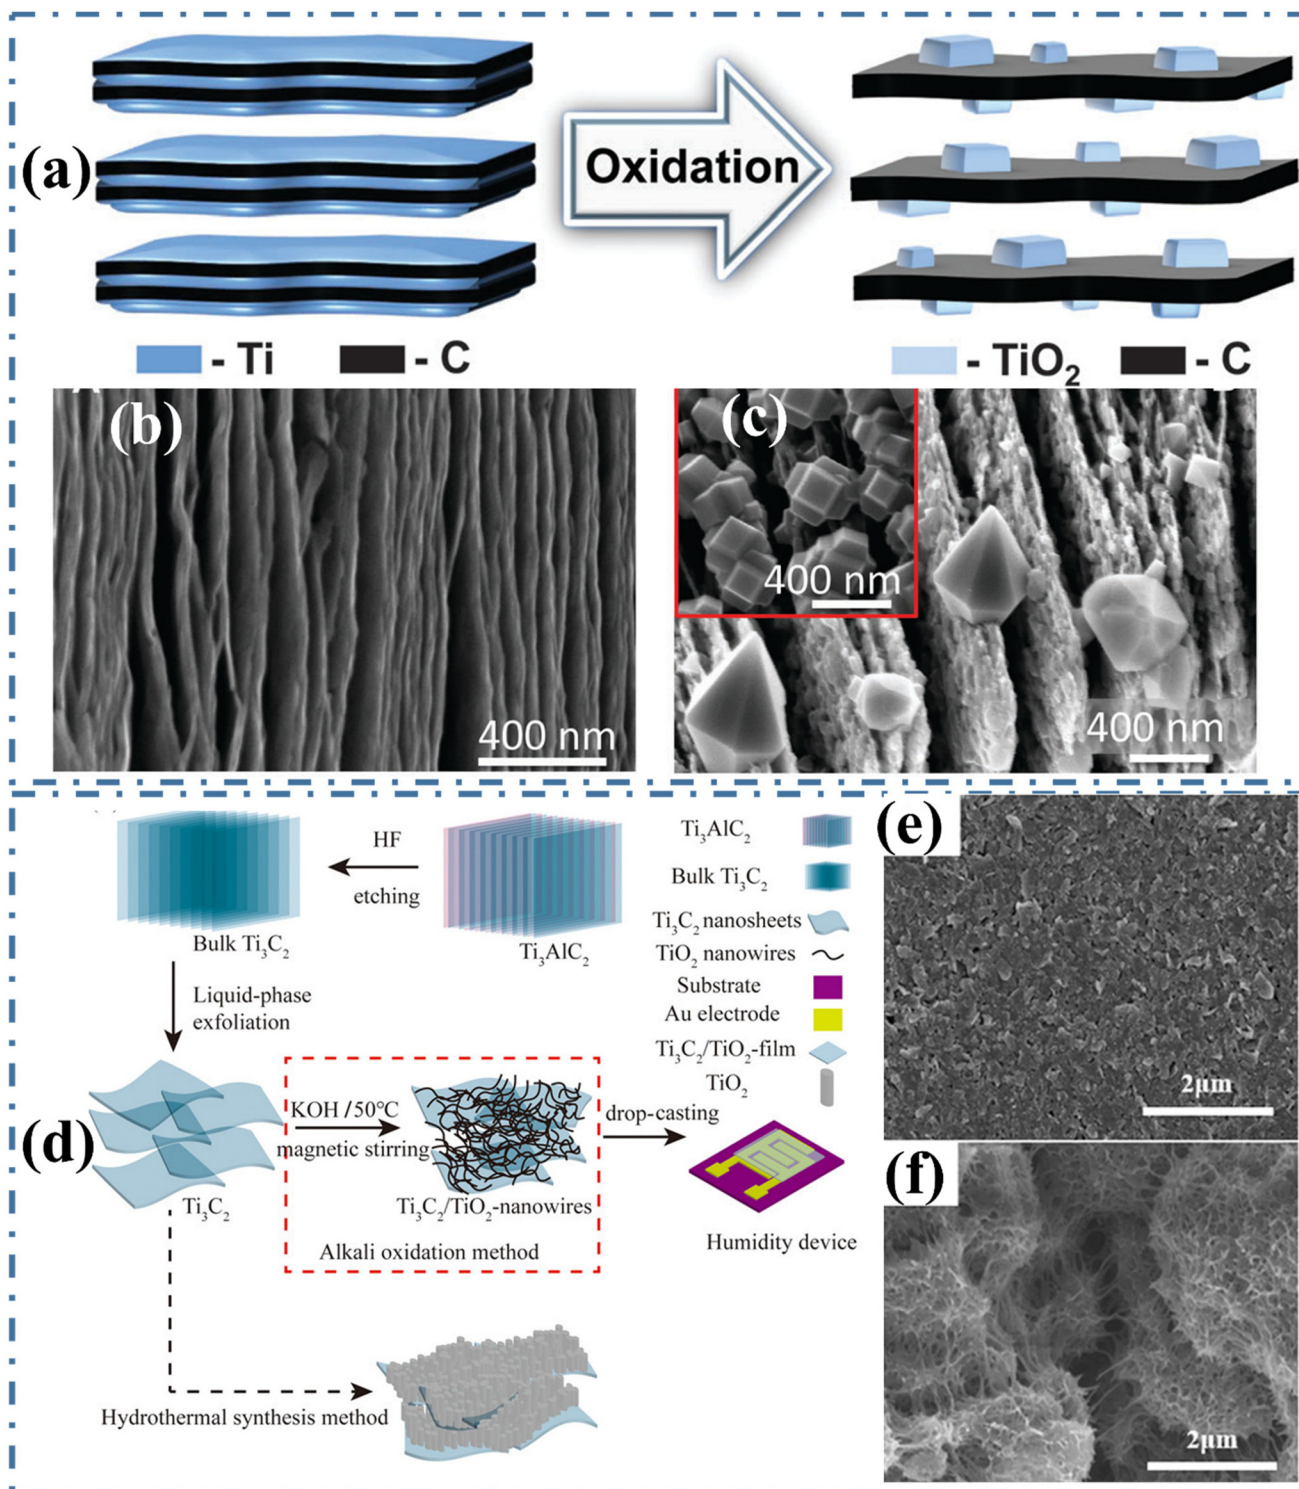 (a)
Oxidation
- Ti - C
- TiO₂ - C
(b)
400 nm
(c)
400 nm
400 nm
(d)
HF
etching
Bulk Ti₃C₂
Ti₃AlC₂
Liquid-phase
exfoliation
Ti₃C₂
KOH /50℃
magnetic stirring
Ti₃C₂/TiO₂-nanowires
Alkali oxidation method
drop-casting
Humidity device
Hydrothermal synthesis method
Ti₃AlC₂
Bulk Ti₃C₂
Ti₃C₂ nanosheets
TiO₂ nanowires
Substrate
Au electrode
Ti₃C₂/TiO₂-film
TiO₂
(e)
2μm
(f)
2μm